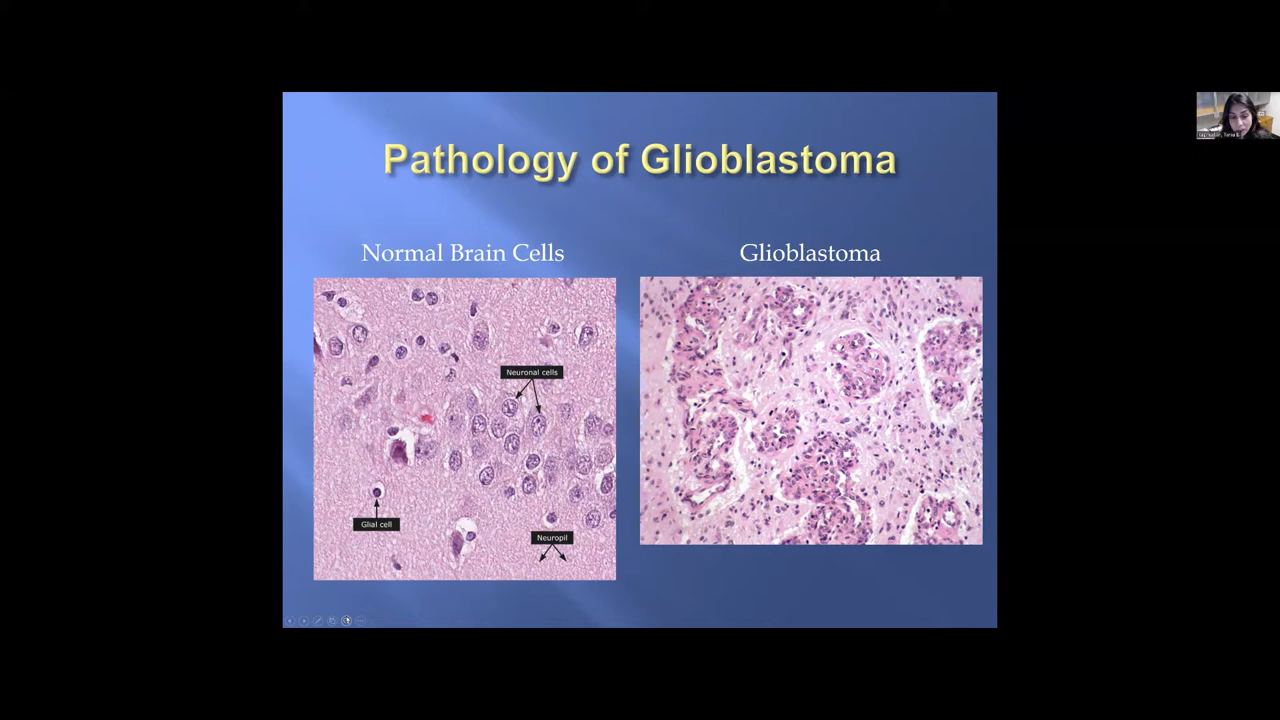 Pathology of Glioblastoma
Normal Brain Cells
Glioblastoma
Neuronal cells
Glial cell
Neuropil